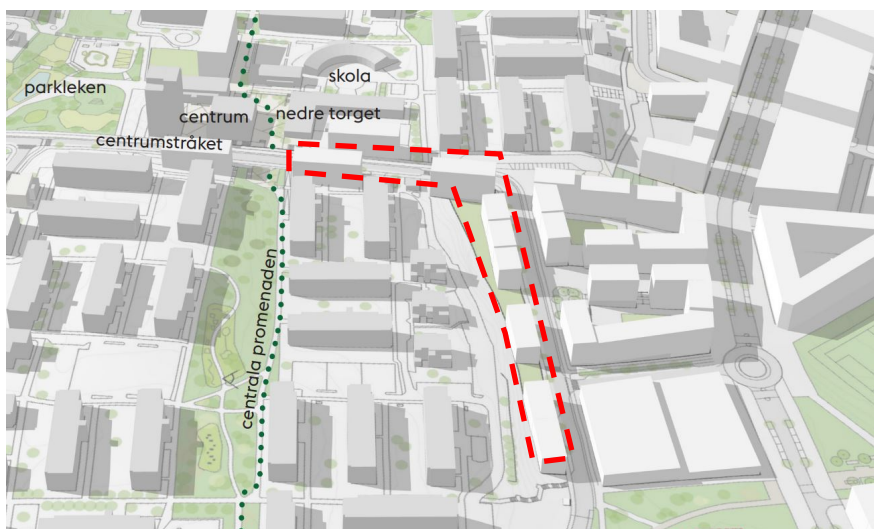 skola
parkleken
centrum
nedre torget
centrumstråket
centrala promenaden